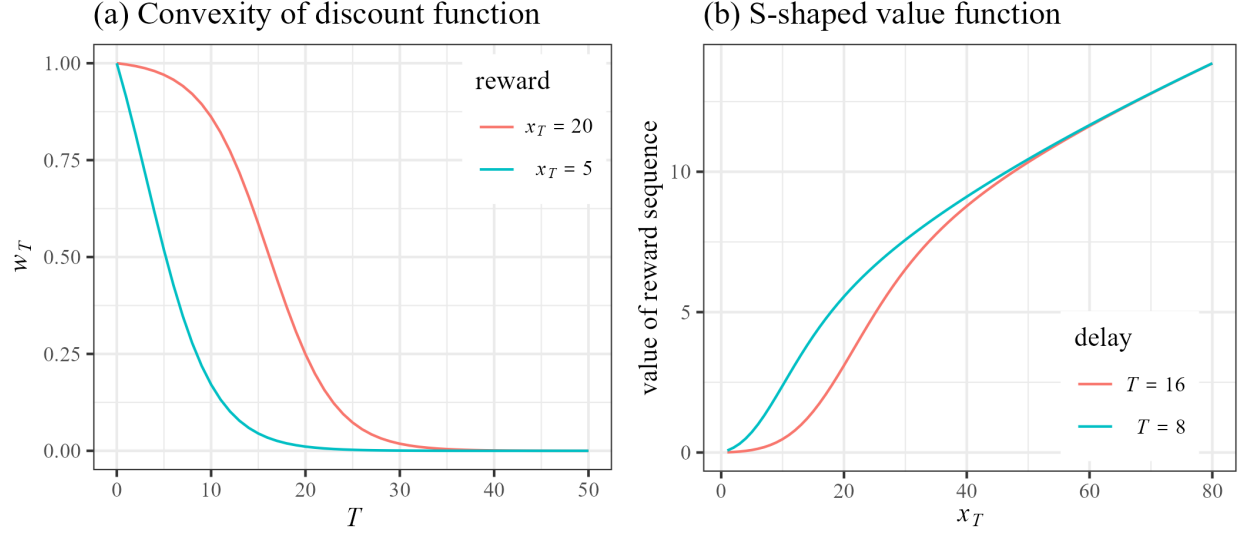 (a) Convexity of discount function
1.00
0.75
0.50
0.25
0.00
w_T
0
10
20
30
40
50
T
reward
x_T = 20
x_T = 5
(b) S-shaped value function
value of reward sequence
10
5
0
0
20
40
60
80
x_T
delay
T = 16
T = 8